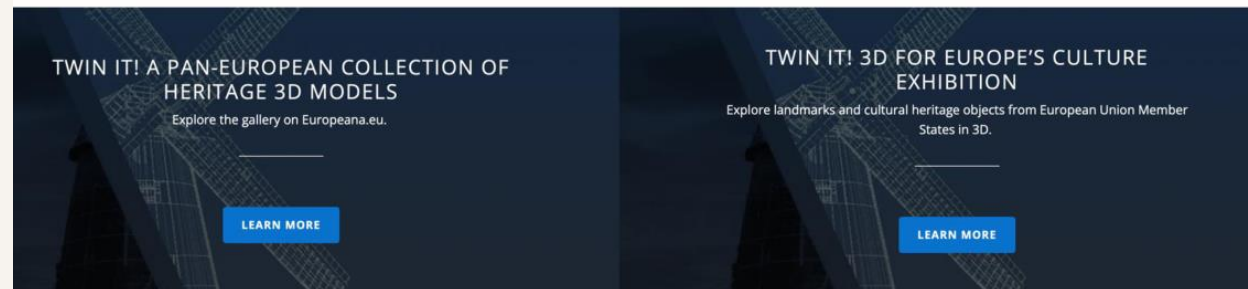 TWIN IT! A PAN-EUROPEAN COLLECTION OF
HERITAGE 3D MODELS
Explore the gallery on Europeana.eu.
LEARN MORE
TWIN IT! 3D FOR EUROPE’S CULTURE
EXHIBITION
Explore landmarks and cultural heritage objects from European Union Member
States in 3D.
LEARN MORE